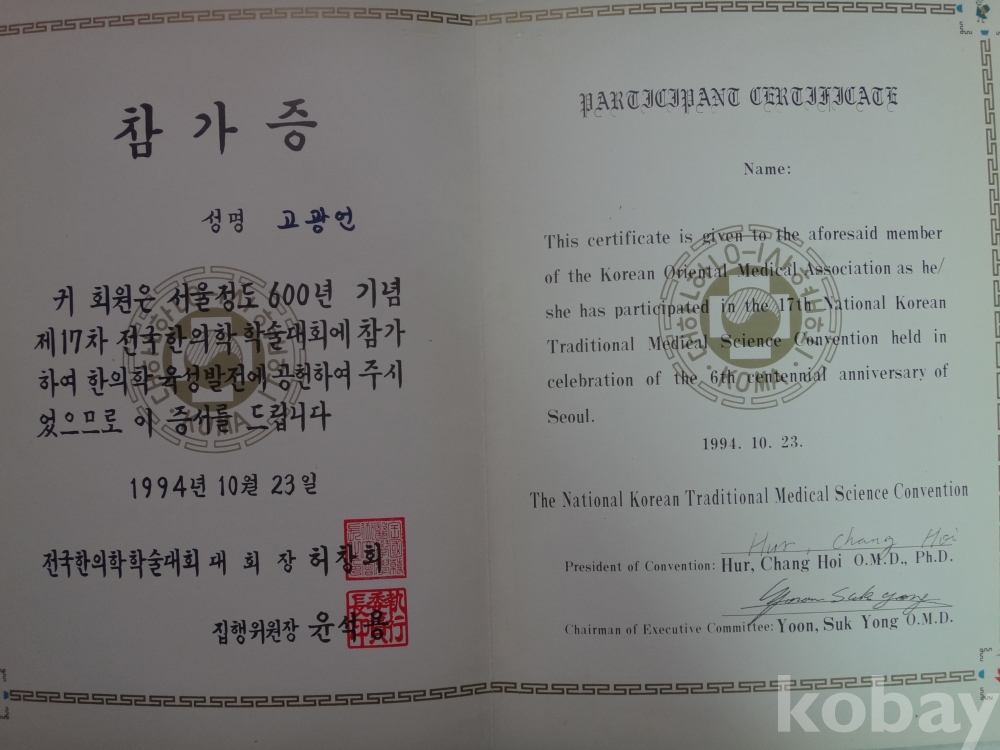 참가증
성명 고광언
귀 회원은 서울정도 600년 기념
제17차 전국한의학 학술대회에 참가
하여 한의학 육성발전에 공헌하여 주시
었으므로 이 증서를 드립니다
1994년 10월 23일
전국한의학학술대회 대 회 장 허창회
집행위원장 윤석용
PARTICIPANT CERTIFICATE
Name:
This certificate is given to the aforesaid member
of the Korean Oriental Medical Association as he/
she has participated in the 17th National Korean
Traditional Medical Science Convention held in
celebration of the 6th centennial anniversary of
Seoul.
1994. 10. 23.
The National Korean Traditional Medical Science Convention
Hur, Chang Hoi
President of Convention: Hur, Chang Hoi O.M.D., Ph.D.
Yoon Suk Yong
Chairman of Executive Committee: Yoon, Suk Yong O.M.D.
kobay